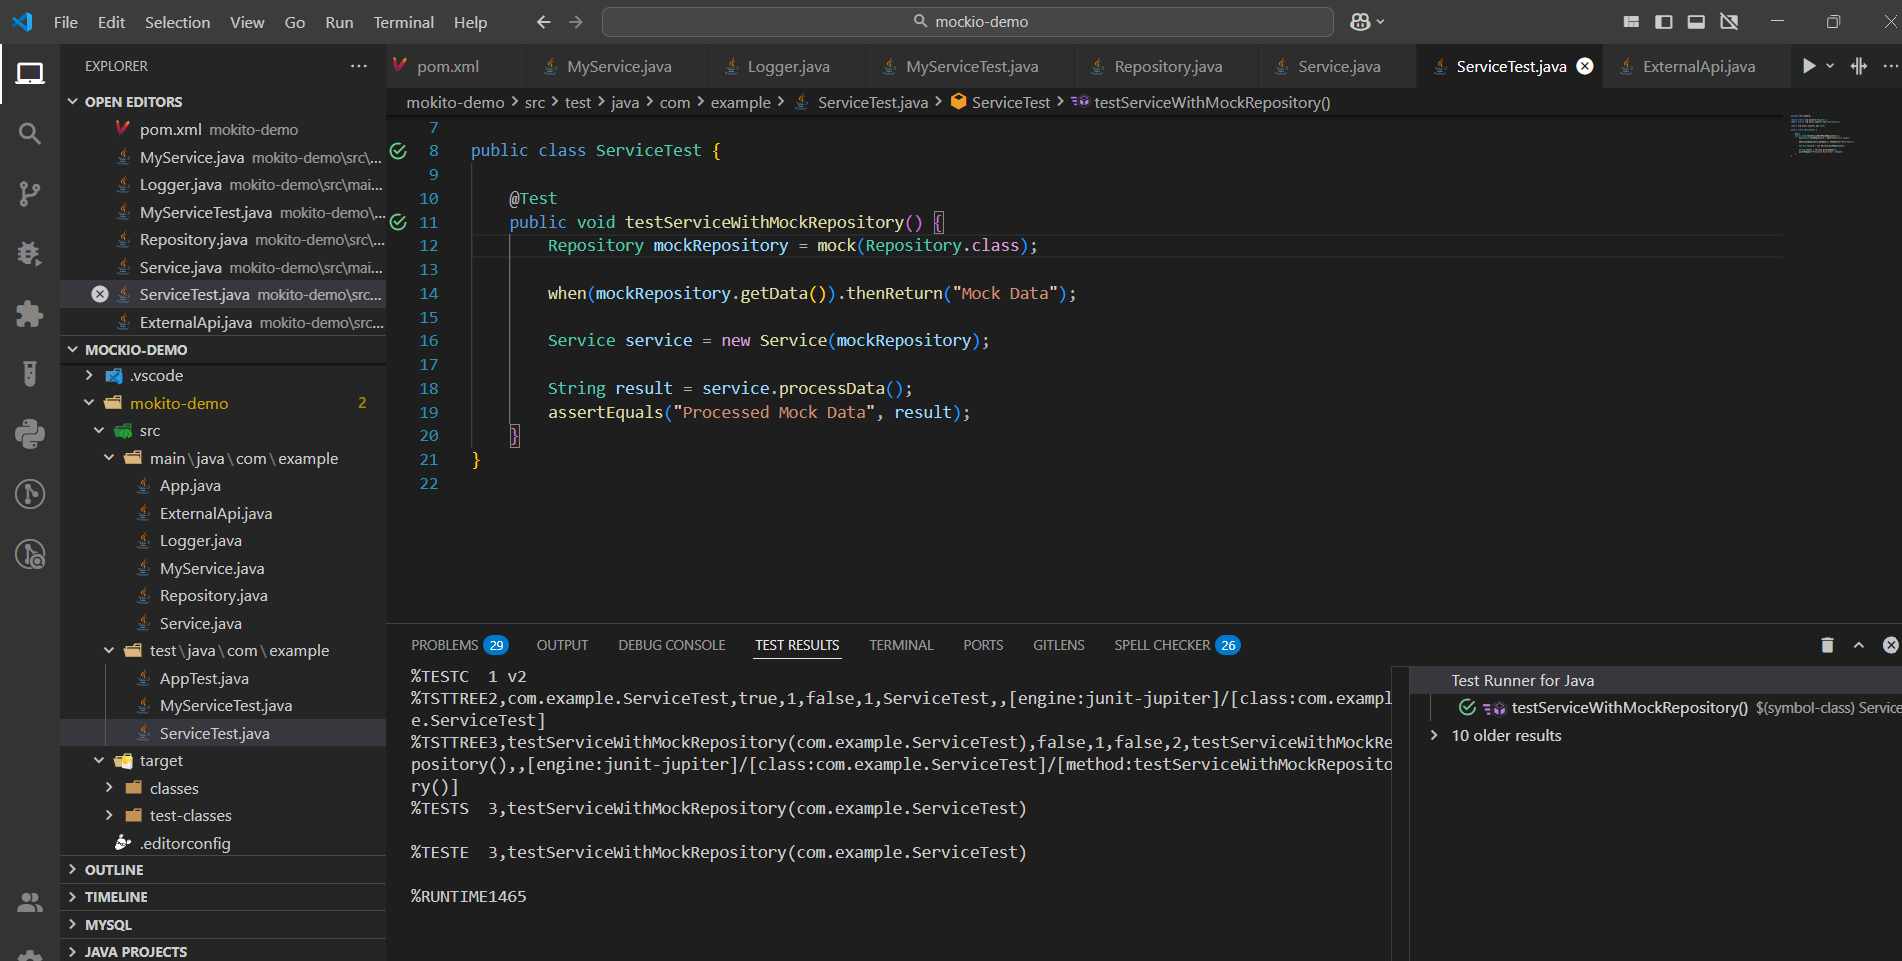 File Edit Selection View Go Run Terminal Help
mockio-demo
EXPLORER
OPEN EDITORS
pom.xml mokito-demo
MyService.java mokito-demo\src\...
Logger.java mokito-demo\src\mai...
MyServiceTest.java mokito-demo\...
Repository.java mokito-demo\src\...
Service.java mokito-demo\src\mai...
ServiceTest.java mokito-demo\src...
ExternalApi.java mokito-demo\src...
MOCKIO-DEMO
.vscode
mokito-demo 2
src
main\java\com\example
App.java
ExternalApi.java
Logger.java
MyService.java
Repository.java
Service.java
test\java\com\example
AppTest.java
MyServiceTest.java
ServiceTest.java
target
classes
test-classes
.editorconfig
OUTLINE
TIMELINE
MYSQL
JAVA PROJECTS
pom.xml MyService.java Logger.java MyServiceTest.java Repository.java Service.java ServiceTest.java ExternalApi.java
mokito-demo > src > test > java > com > example > ServiceTest.java > ServiceTest > testServiceWithMockRepository()
7
8 public class ServiceTest {
9
10 @Test
11 public void testServiceWithMockRepository() {
12 Repository mockRepository = mock(Repository.class);
13
14 when(mockRepository.getData()).thenReturn("Mock Data");
15
16 Service service = new Service(mockRepository);
17
18 String result = service.processData();
19 assertEquals("Processed Mock Data", result);
20 }
21 }
22
PROBLEMS 29 OUTPUT DEBUG CONSOLE TEST RESULTS TERMINAL PORTS GITLENS SPELL CHECKER 26
%TESTC 1 v2
%TSTTREE2,com.example.ServiceTest,true,1,false,1,ServiceTest,,[engine:junit-jupiter]/[class:com.exampl
e.ServiceTest]
%TSTTREE3,testServiceWithMockRepository(com.example.ServiceTest),false,1,false,2,testServiceWithMockRe
pository(),,[engine:junit-jupiter]/[class:com.example.ServiceTest]/[method:testServiceWithMockReposito
ry()]
%TESTS 3,testServiceWithMockRepository(com.example.ServiceTest)
%TESTE 3,testServiceWithMockRepository(com.example.ServiceTest)
%RUNTIME1465
Test Runner for Java
testServiceWithMockRepository() $(symbol-class) Service
10 older results